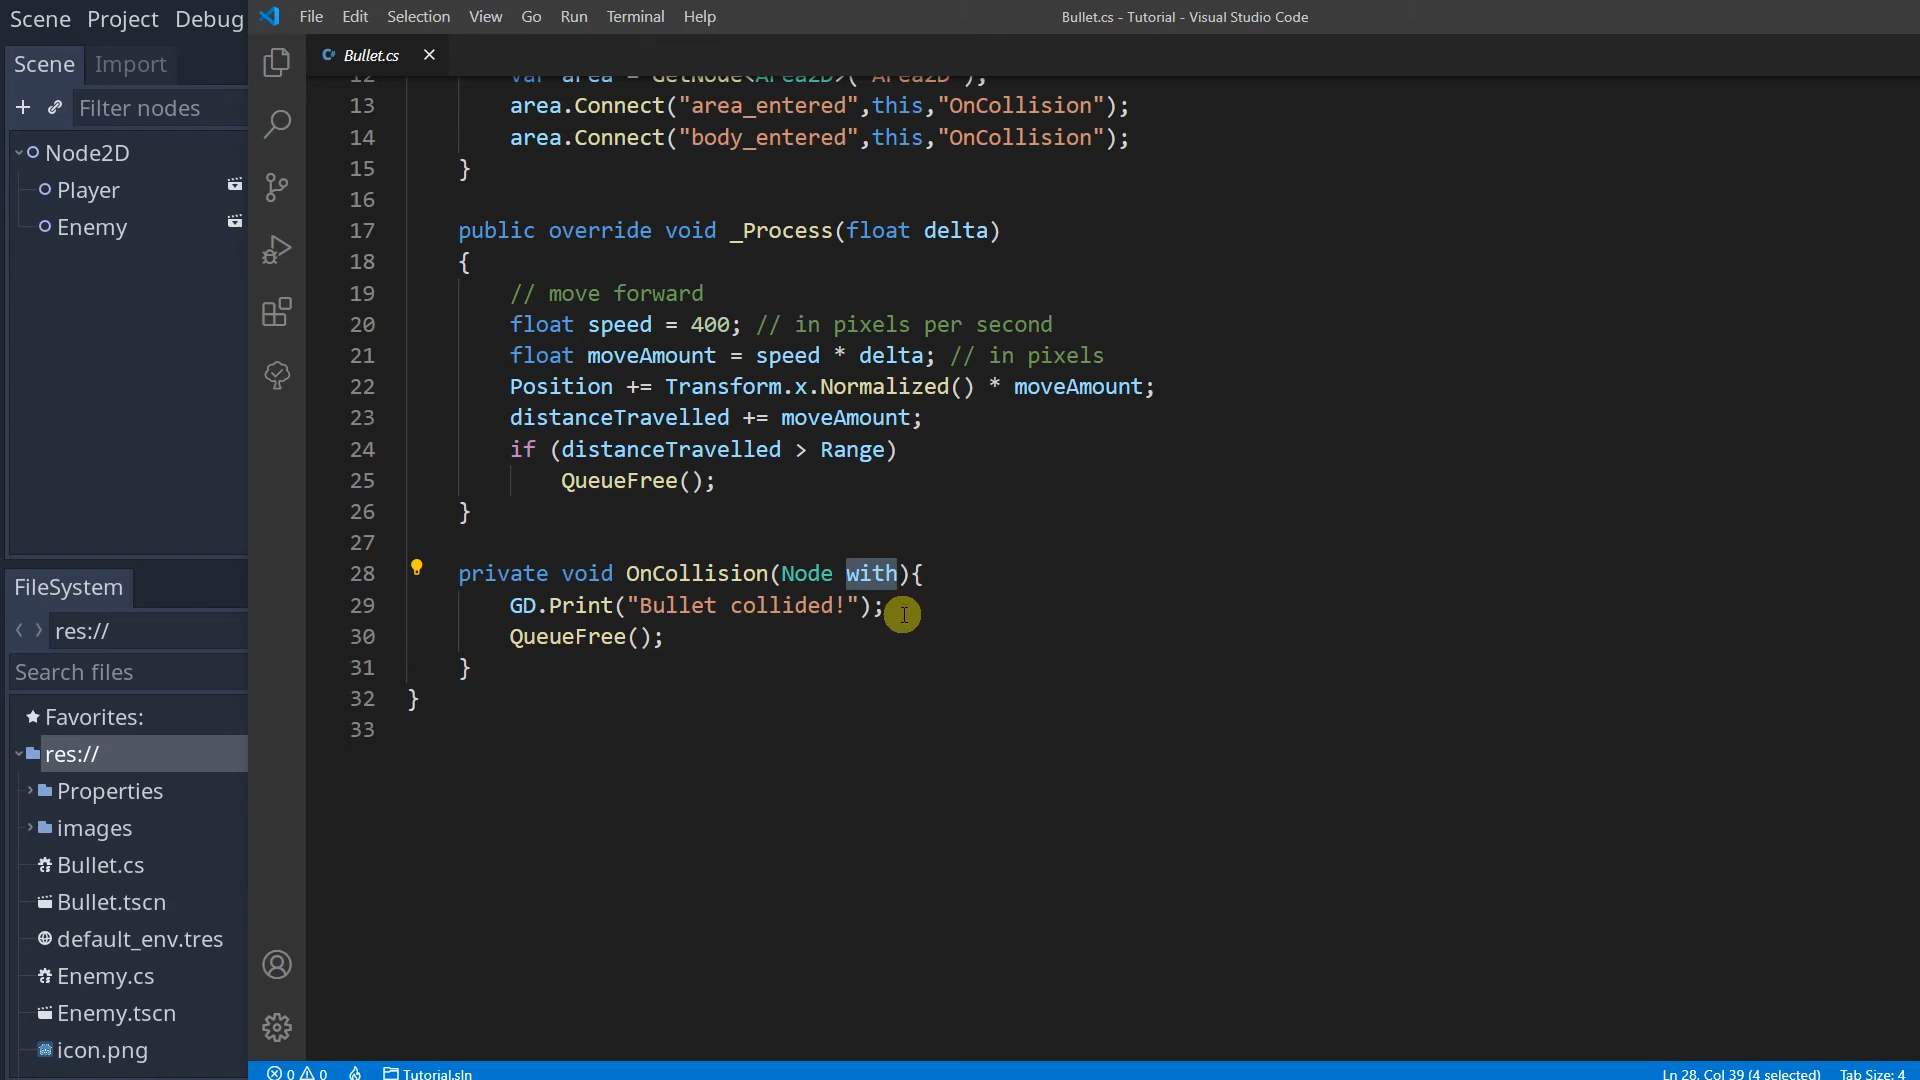 Scene Project Debug
Scene Import
Filter nodes
Node2D
Player
Enemy
FileSystem
res://
Search files
Favorites:
res://
Properties
images
Bullet.cs
Bullet.tscn
default_env.tres
Enemy.cs
Enemy.tscn
icon.png
File Edit Selection View Go Run Terminal Help
Bullet.cs - Tutorial - Visual Studio Code
Bullet.cs
12 var area = GetNode<Area2D>("Area2D");
13 area.Connect("area_entered",this,"OnCollision");
14 area.Connect("body_entered",this,"OnCollision");
15 }
16
17 public override void _Process(float delta)
18 {
19 // move forward
20 float speed = 400; // in pixels per second
21 float moveAmount = speed * delta; // in pixels
22 Position += Transform.x.Normalized() * moveAmount;
23 distanceTravelled += moveAmount;
24 if (distanceTravelled > Range)
25 QueueFree();
26 }
27
28 private void OnCollision(Node with){
29 GD.Print("Bullet collided!");
30 QueueFree();
31 }
32 }
33
0 0 Tutorial.sln
Ln 28, Col 39 (4 selected) Tab Size: 4